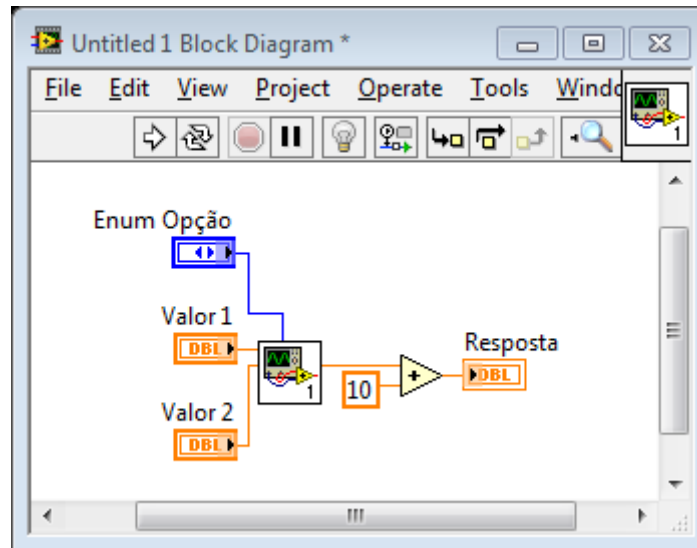 Untitled 1 Block Diagram *
File Edit View Project Operate Tools
1
Enum Opção
Valor 1
DBL
1
10
Resposta
DBL
Valor 2
DBL